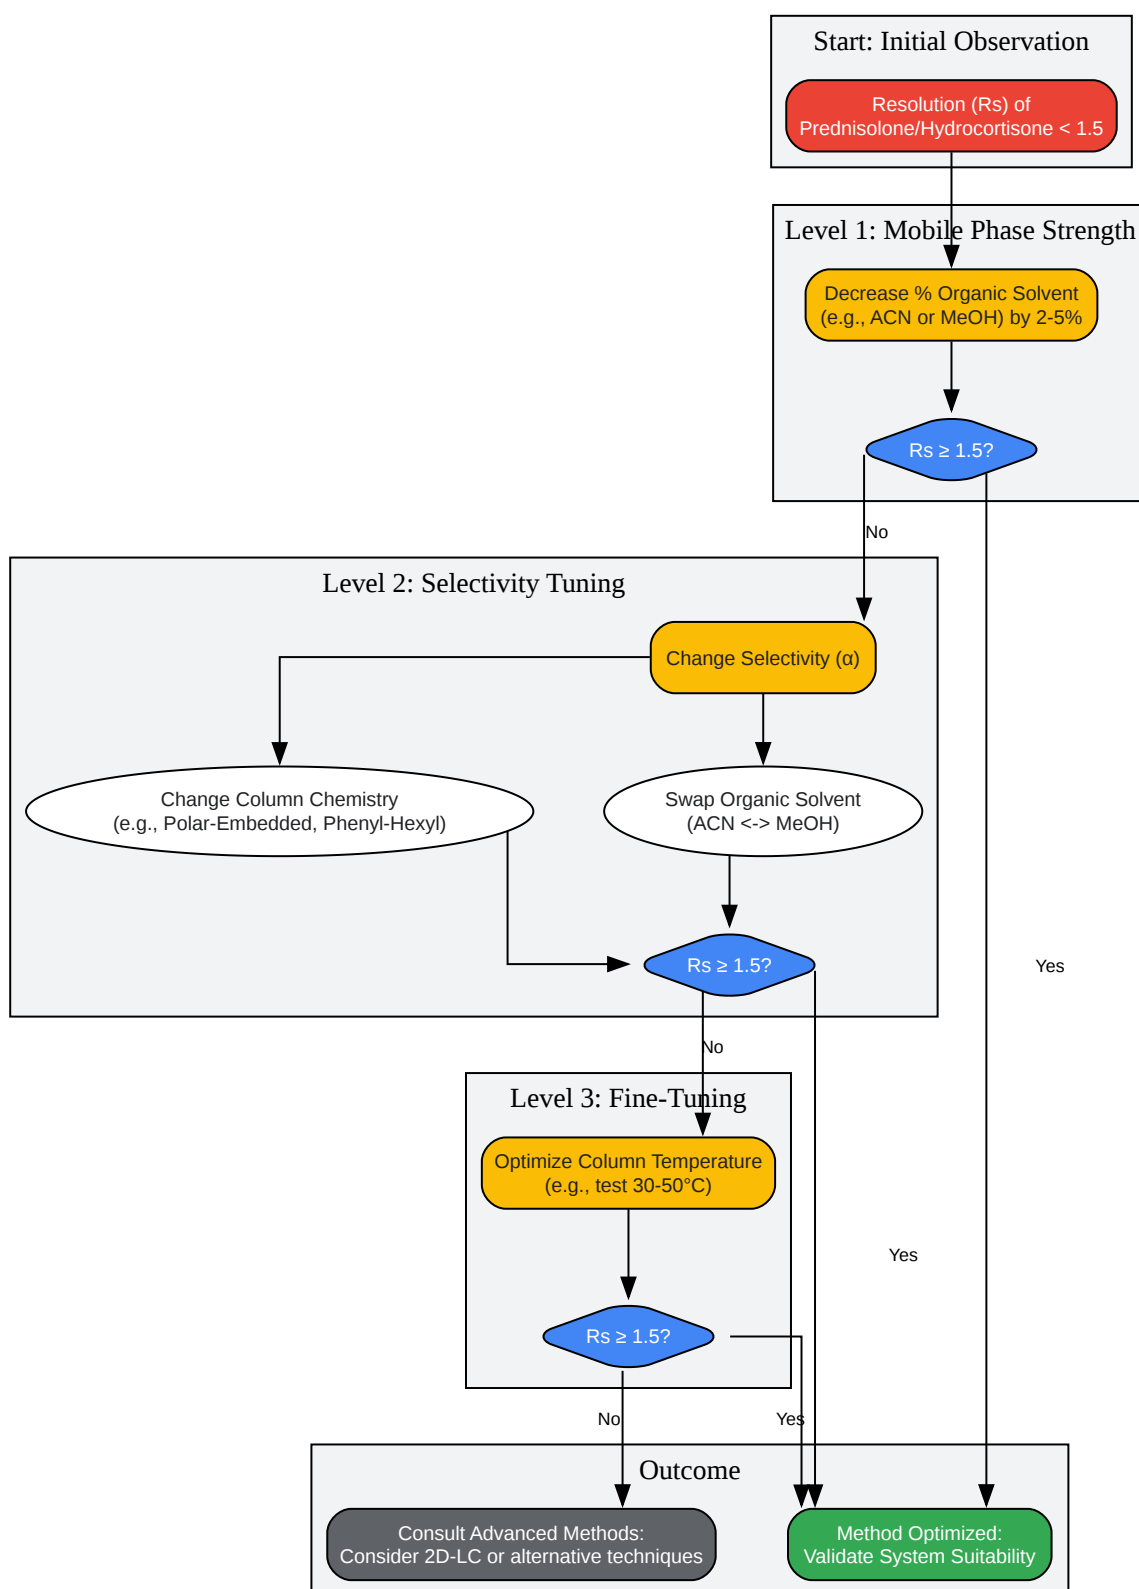 Start: Initial Observation
Resolution (Rs) of
Prednisolone/Hydrocortisone < 1.5
Level 1: Mobile Phase Strength
Decrease % Organic Solvent
(e.g., ACN or MeOH) by 2-5%
Rs ≥ 1.5?
No
Level 2: Selectivity Tuning
Change Selectivity (α)
Change Column Chemistry
(e.g., Polar-Embedded, Phenyl-Hexyl)
Swap Organic Solvent
(ACN <-> MeOH)
Rs ≥ 1.5?
Yes
No
Level 3: Fine-Tuning
Optimize Column Temperature
(e.g., test 30-50°C)
Yes
Rs ≥ 1.5?
No
Yes
Outcome
Consult Advanced Methods:
Consider 2D-LC or alternative techniques
Method Optimized:
Validate System Suitability